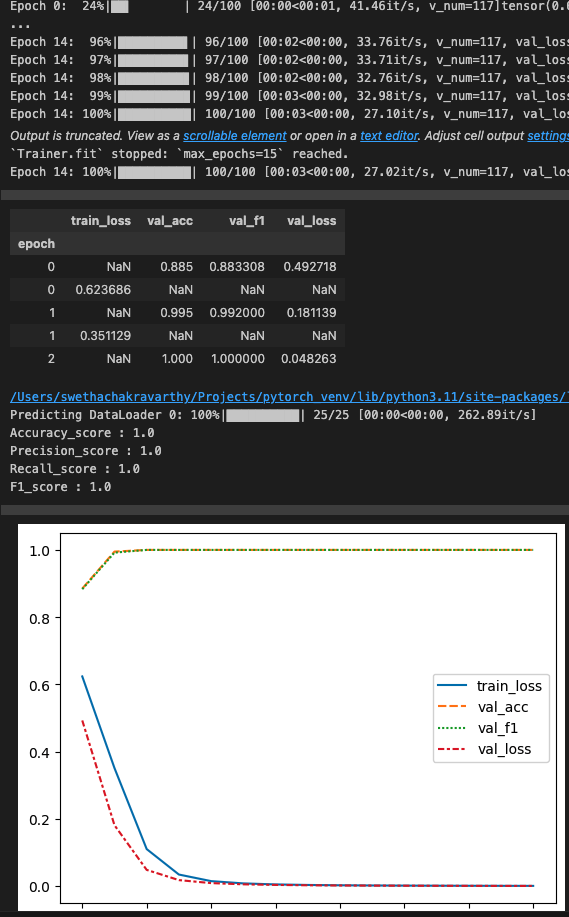 Epoch 0:  24%| | 24/100 [00:00<00:01, 41.46it/s, v_num=117]tensor(0.6
...
Epoch 14:  96%| | 96/100 [00:02<00:00, 33.76it/s, v_num=117, val_loss
Epoch 14:  97%| | 97/100 [00:02<00:00, 33.71it/s, v_num=117, val_loss
Epoch 14:  98%| | 98/100 [00:02<00:00, 32.76it/s, v_num=117, val_loss
Epoch 14:  99%| | 99/100 [00:03<00:00, 32.98it/s, v_num=117, val_loss
Epoch 14: 100%| | 100/100 [00:03<00:00, 27.10it/s, v_num=117, val_los
Output is truncated. View as a scrollable element or open in a text editor. Adjust cell output settings
`Trainer.fit` stopped: `max_epochs=15` reached.
Epoch 14: 100%| | 100/100 [00:03<00:00, 27.02it/s, v_num=117, val_los
train_loss val_acc val_f1 val_loss
epoch
0 NaN 0.885 0.883308 0.492718
0 0.623686 NaN NaN NaN
1 NaN 0.995 0.992000 0.181139
1 0.351129 NaN NaN NaN
2 NaN 1.000 1.000000 0.048263
/Users/swethachakravarthy/Projects/pytorch_venv/lib/python3.11/site-packages/l
Predicting DataLoader 0: 100%| | 25/25 [00:00<00:00, 262.89it/s]
Accuracy_score : 1.0
Precision_score : 1.0
Recall_score : 1.0
F1_score : 1.0
1.0
0.8
0.6
0.4
0.2
0.0
train_loss
val_acc
val_f1
val_loss